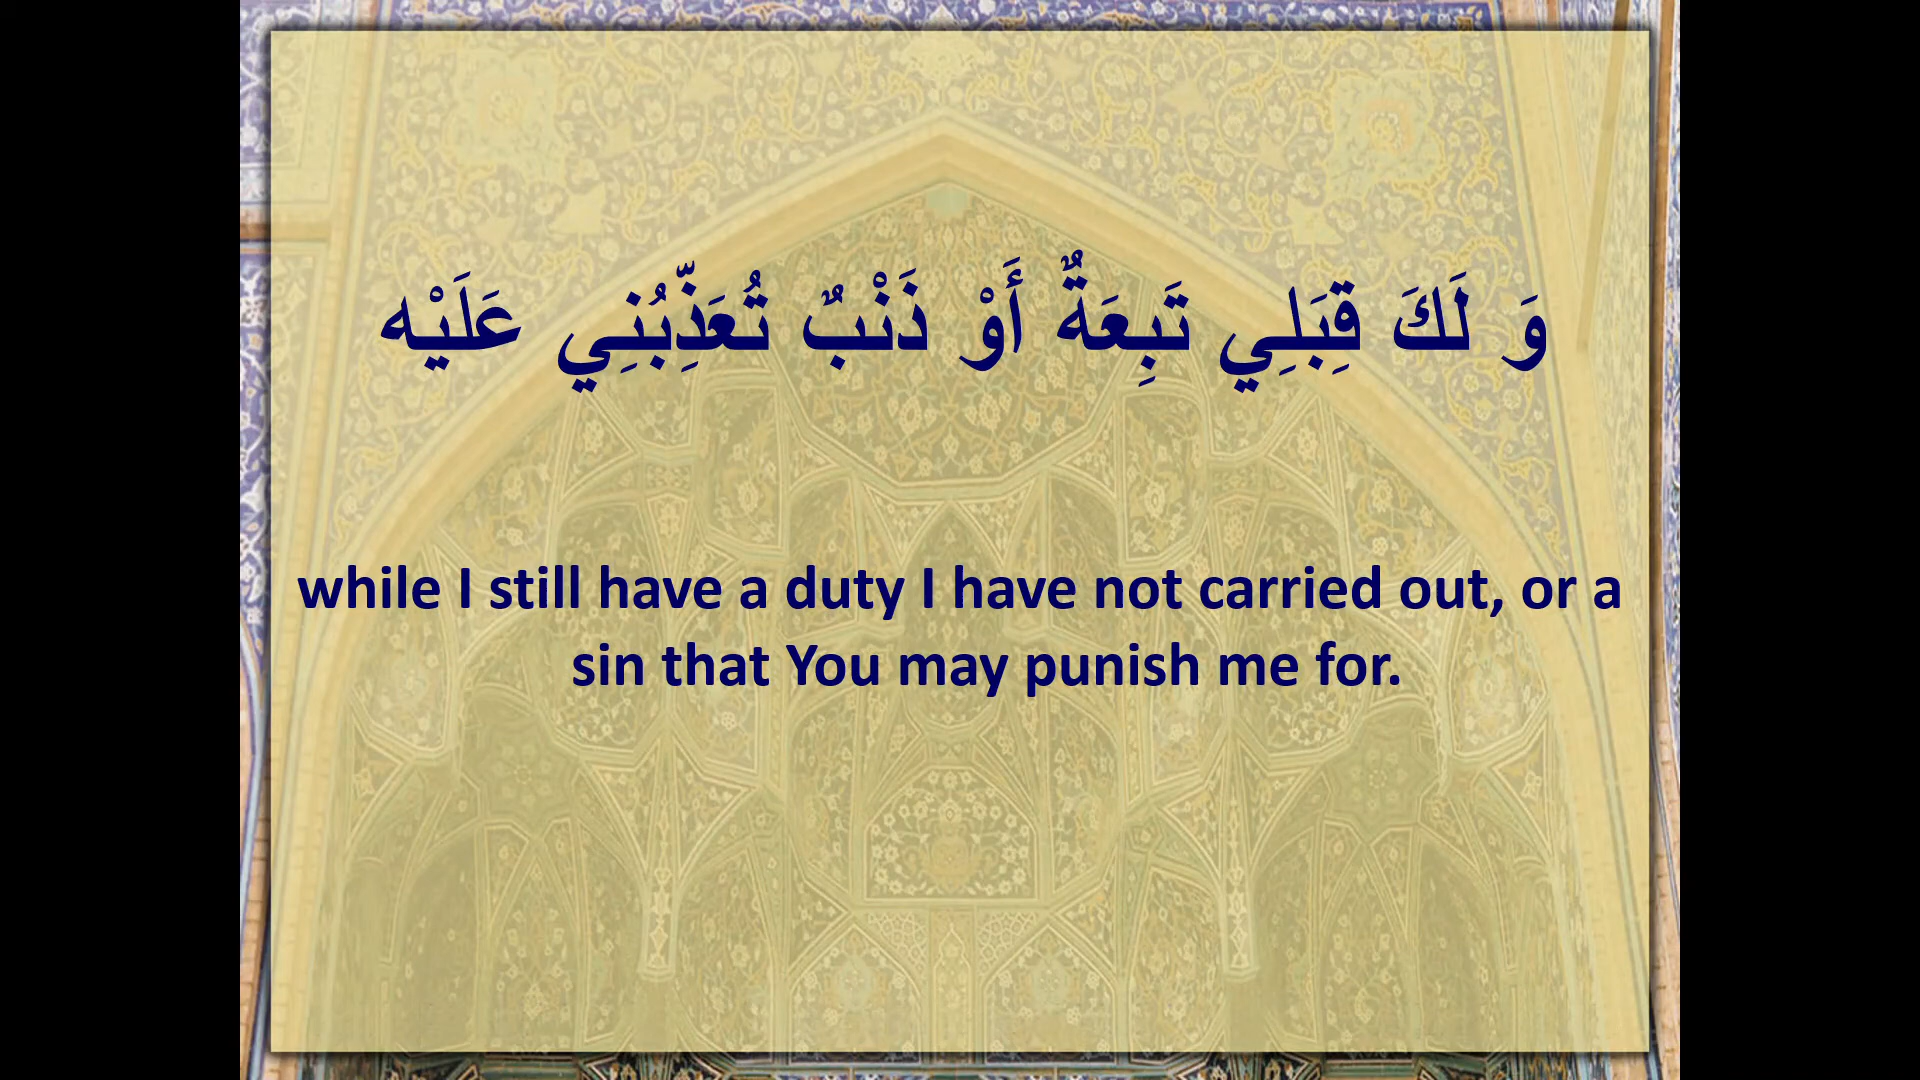 وَ لَكَ قِبَلِي تَبِعَةٌ أَوْ ذَنْبٌ تُعَذِّبُنِي عَلَيْه
while I still have a duty I have not carried out, or a
sin that You may punish me for.